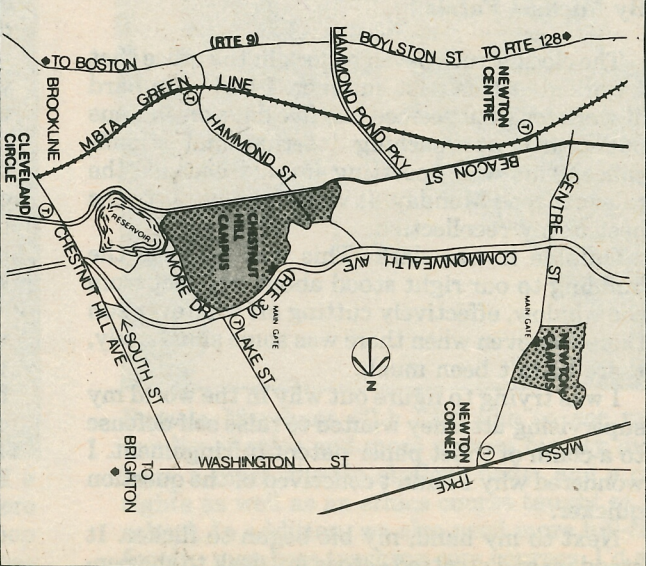 (RTE 9)
TO BOSTON
HAMMOND POND PKY
BOYLSTON ST
TO RTE 128
BROOKLINE
CLEVELAND
CIRCLE
MBTA GREEN LINE
T
HAMMOND ST
NEWTON
CENTRE
T
BEACON ST
T
RESERVOIR
CHESTNUT
HILL
CAMPUS
MORE DR
CENTRE ST
COMMONWEALTH AVE
(RTE 30)
MAIN GATE
T
LAKE ST
CHESTNUT HILL AVE
SOUTH ST
N
MAIN GATE
NEWTON
CAMPUS
NEWTON
CORNER
T
MASS
TPKE
WASHINGTON ST
TO
BRIGHTON